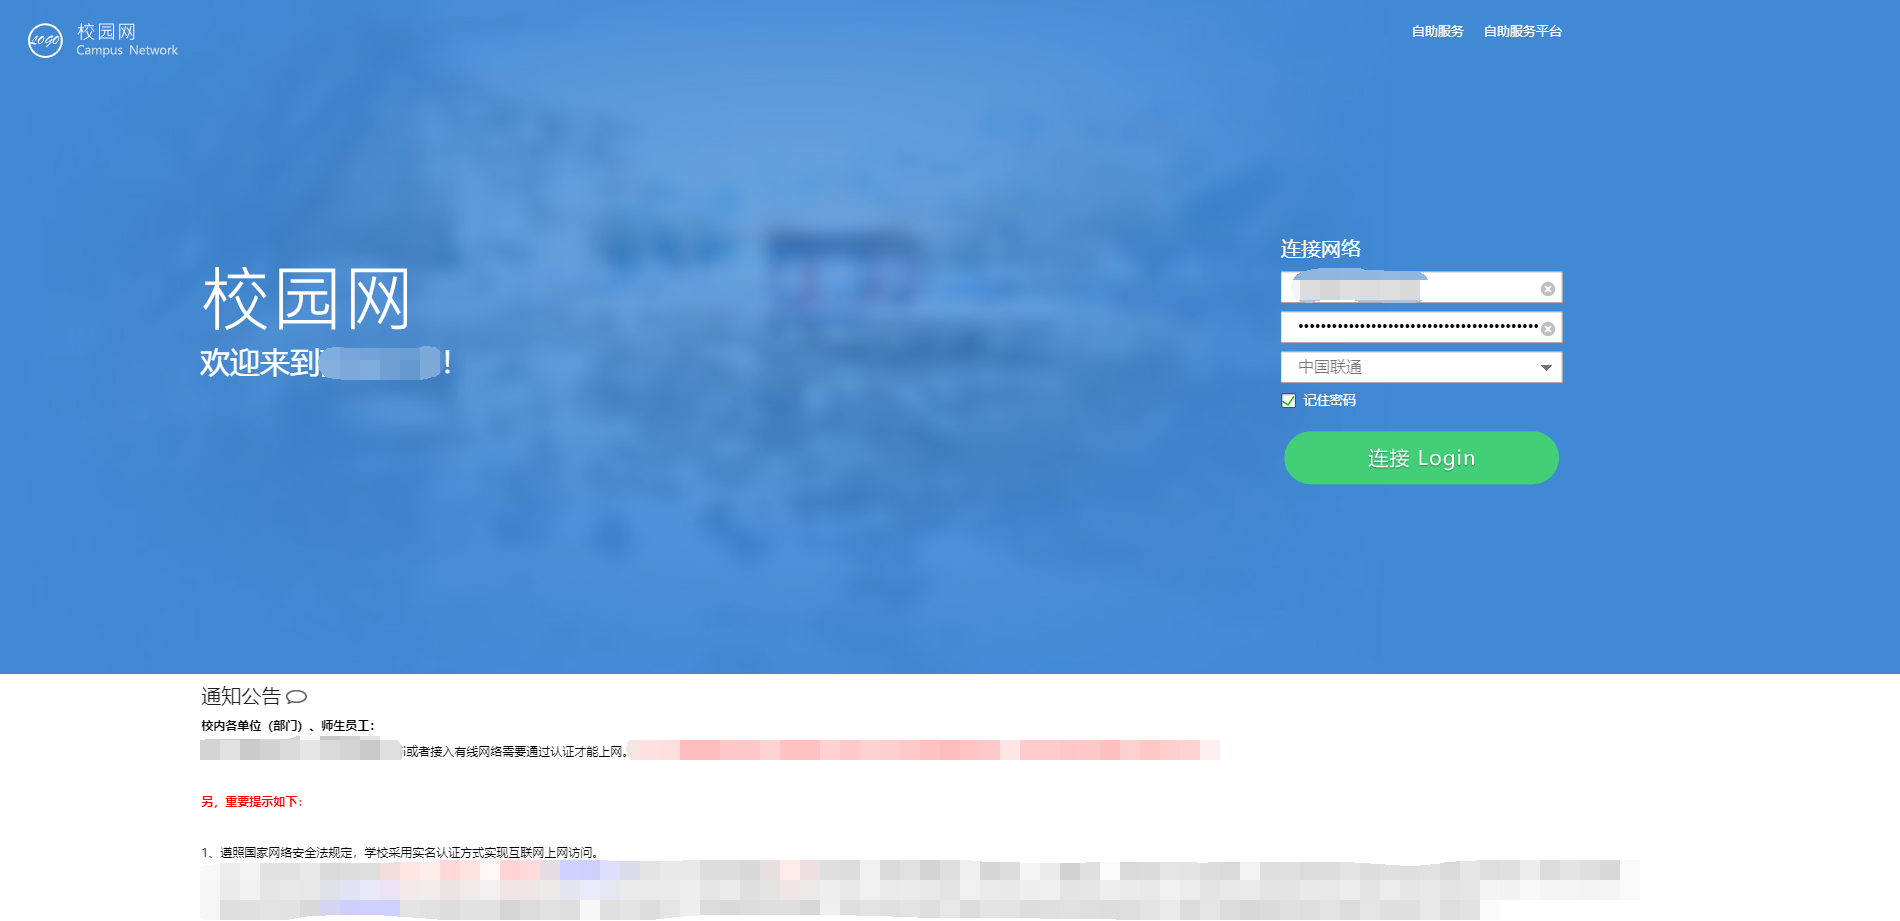 LOGO
校园网
Campus Network
自助服务 自助服务平台
校园网
欢迎来到
！
连接网络
中国联通
记住密码
连接 Login
通知公告
校内各单位（部门）、师生员工：
或者接入有线网络需要通过认证才能上网。
另，重要提示如下：
1、遵照国家网络安全法规定，学校采用实名认证方式实现互联网上网访问。